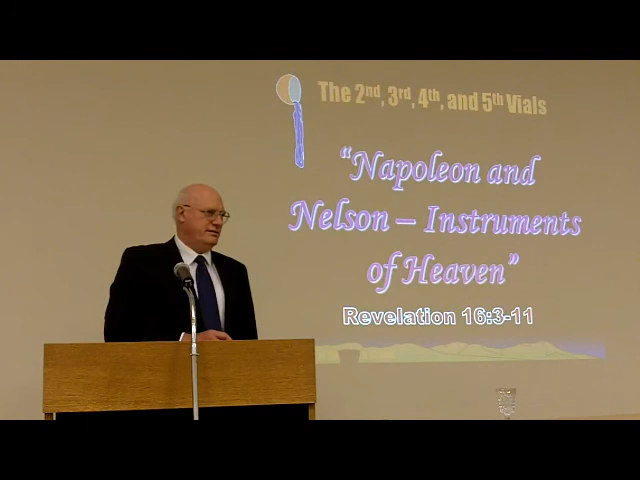 The 2nd, 3rd, 4th, and 5th Vials
“Napoleon and
Nelson – Instruments
of Heaven”
Revelation 16:3-11